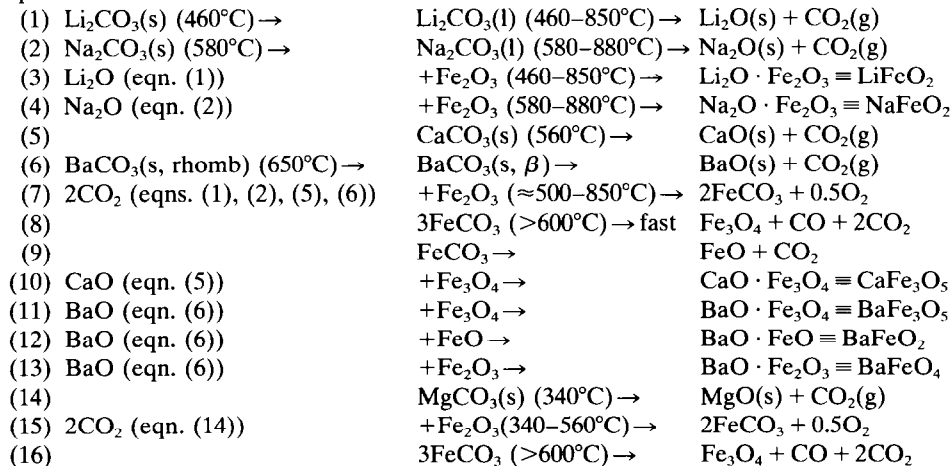 (1) Li₂CO₃(s) (460°C)→ Li₂CO₃(l) (460–850°C)→ Li₂O(s) + CO₂(g)
(2) Na₂CO₃(s) (580°C)→ Na₂CO₃(l) (580–880°C)→ Na₂O(s) + CO₂(g)
(3) Li₂O (eqn. (1)) +Fe₂O₃ (460–850°C)→ Li₂O · Fe₂O₃ ≡ LiFeO₂
(4) Na₂O (eqn. (2)) +Fe₂O₃ (580–880°C)→ Na₂O · Fe₂O₃ ≡ NaFeO₂
(5) CaCO₃(s) (560°C)→ CaO(s) + CO₂(g)
(6) BaCO₃(s, rhomb) (650°C)→ BaCO₃(s, β)→ BaO(s) + CO₂(g)
(7) 2CO₂ (eqns. (1), (2), (5), (6)) +Fe₂O₃ (≈500–850°C)→ 2FeCO₃ + 0.5O₂
(8) 3FeCO₃ (>600°C)→fast Fe₃O₄ + CO + 2CO₂
(9) FeCO₃→ FeO + CO₂
(10) CaO (eqn. (5)) +Fe₃O₄→ CaO · Fe₃O₄ ≡ CaFe₃O₅
(11) BaO (eqn. (6)) +Fe₃O₄→ BaO · Fe₃O₄ ≡ BaFe₃O₅
(12) BaO (eqn. (6)) +FeO→ BaO · FeO ≡ BaFeO₂
(13) BaO (eqn. (6)) +Fe₂O₃→ BaO · Fe₂O₃ ≡ BaFeO₄
(14) MgCO₃(s) (340°C)→ MgO(s) + CO₂(g)
(15) 2CO₂ (eqn. (14)) +Fe₂O₃(340–560°C)→ 2FeCO₃ + 0.5O₂
(16) 3FeCO₃ (>600°C)→ Fe₃O₄ + CO + 2CO₂